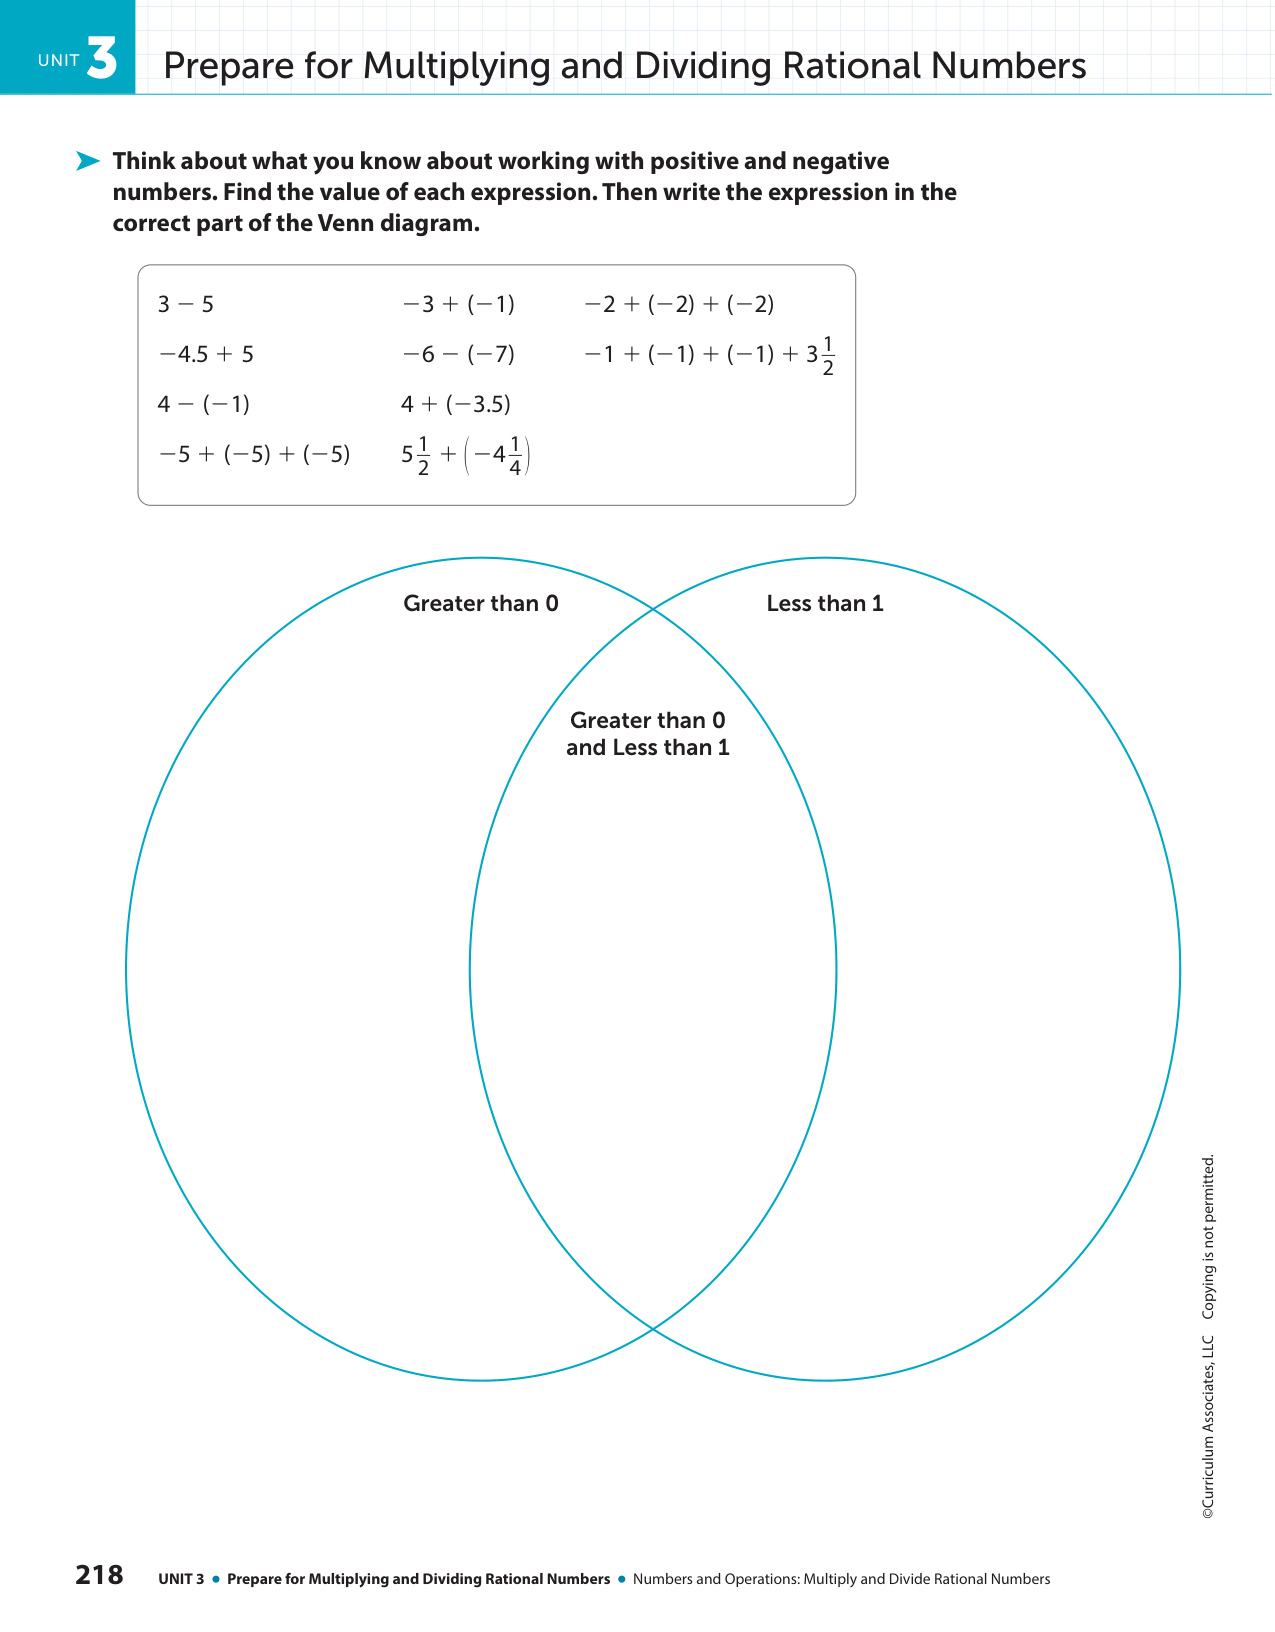 UNIT 3 Prepare for Multiplying and Dividing Rational Numbers
➤ Think about what you know about working with positive and negative
numbers. Find the value of each expression. Then write the expression in the
correct part of the Venn diagram.
3 − 5 −3 + (−1) −2 + (−2) + (−2)
−4.5 + 5 −6 − (−7) −1 + (−1) + (−1) + 3 1/2
4 − (−1) 4 + (−3.5)
−5 + (−5) + (−5) 5 1/2 + (−4 1/4)
Greater than 0 Less than 1
Greater than 0
and Less than 1
©Curriculum Associates, LLC Copying is not permitted.
218 UNIT 3 • Prepare for Multiplying and Dividing Rational Numbers • Numbers and Operations: Multiply and Divide Rational Numbers